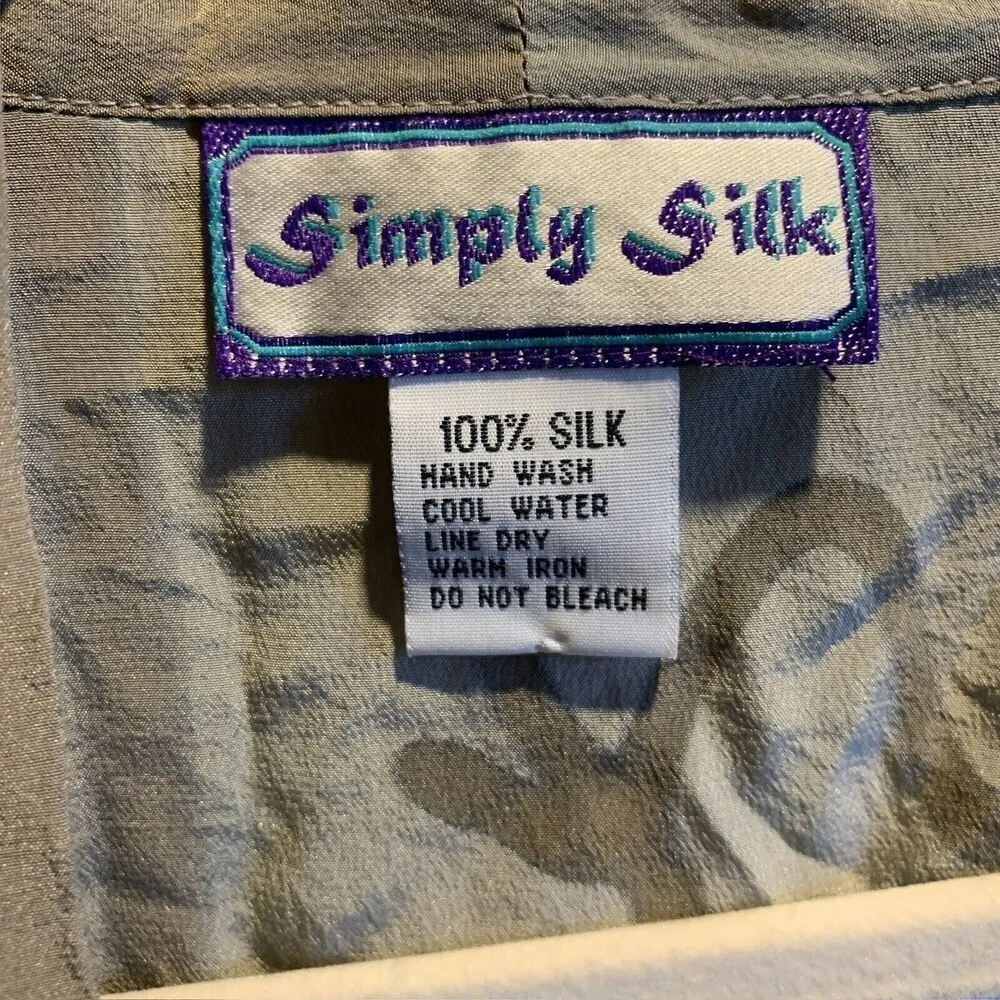 Simply Silk
100% SILK
HAND WASH
COOL WATER
LINE DRY
WARM IRON
DO NOT BLEACH